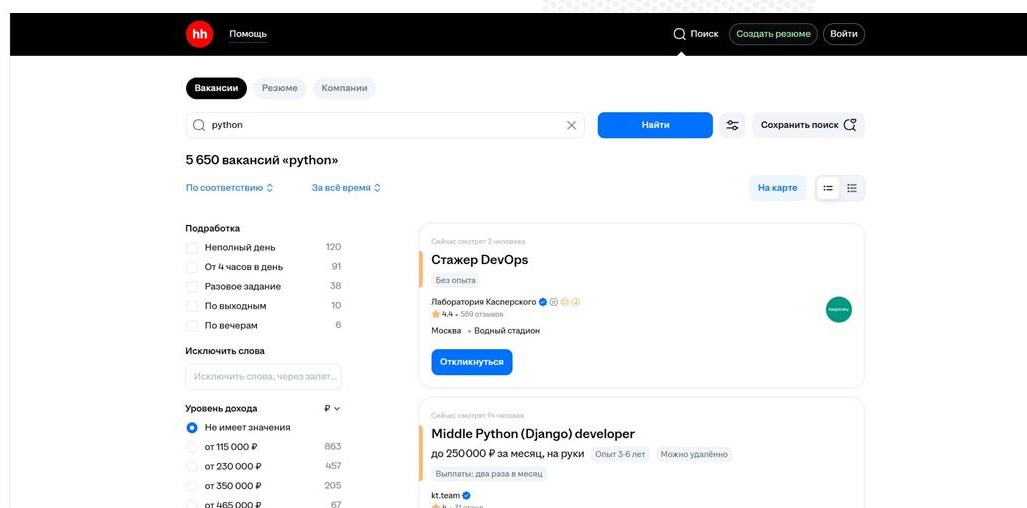 hh Помощь Поиск Создать резюме Войти
Вакансии Резюме Компании
python Найти Сохранить поиск
5 650 вакансий «python»
По соответствию За всё время На карте
Подработка
Неполный день 120
От 4 часов в день 91
Разовое задание 38
По выходным 10
По вечерам 6
Исключить слова
Исключить слова, через запят...
Уровень дохода ₽
Не имеет значения
от 115 000 ₽ 863
от 230 000 ₽ 457
от 350 000 ₽ 205
от 465 000 ₽ 67
Сейчас смотрят 2 человека
Стажер DevOps
Без опыта
Лаборатория Касперского
4.4 • 589 отзывов
kaspersky
Москва • Водный стадион
Откликнуться
Сейчас смотрят 14 человек
Middle Python (Django) developer
до 250 000 ₽ за месяц, на руки Опыт 3-6 лет Можно удалённо
Выплаты: два раза в месяц
kt.team
4 • 31 отзыв